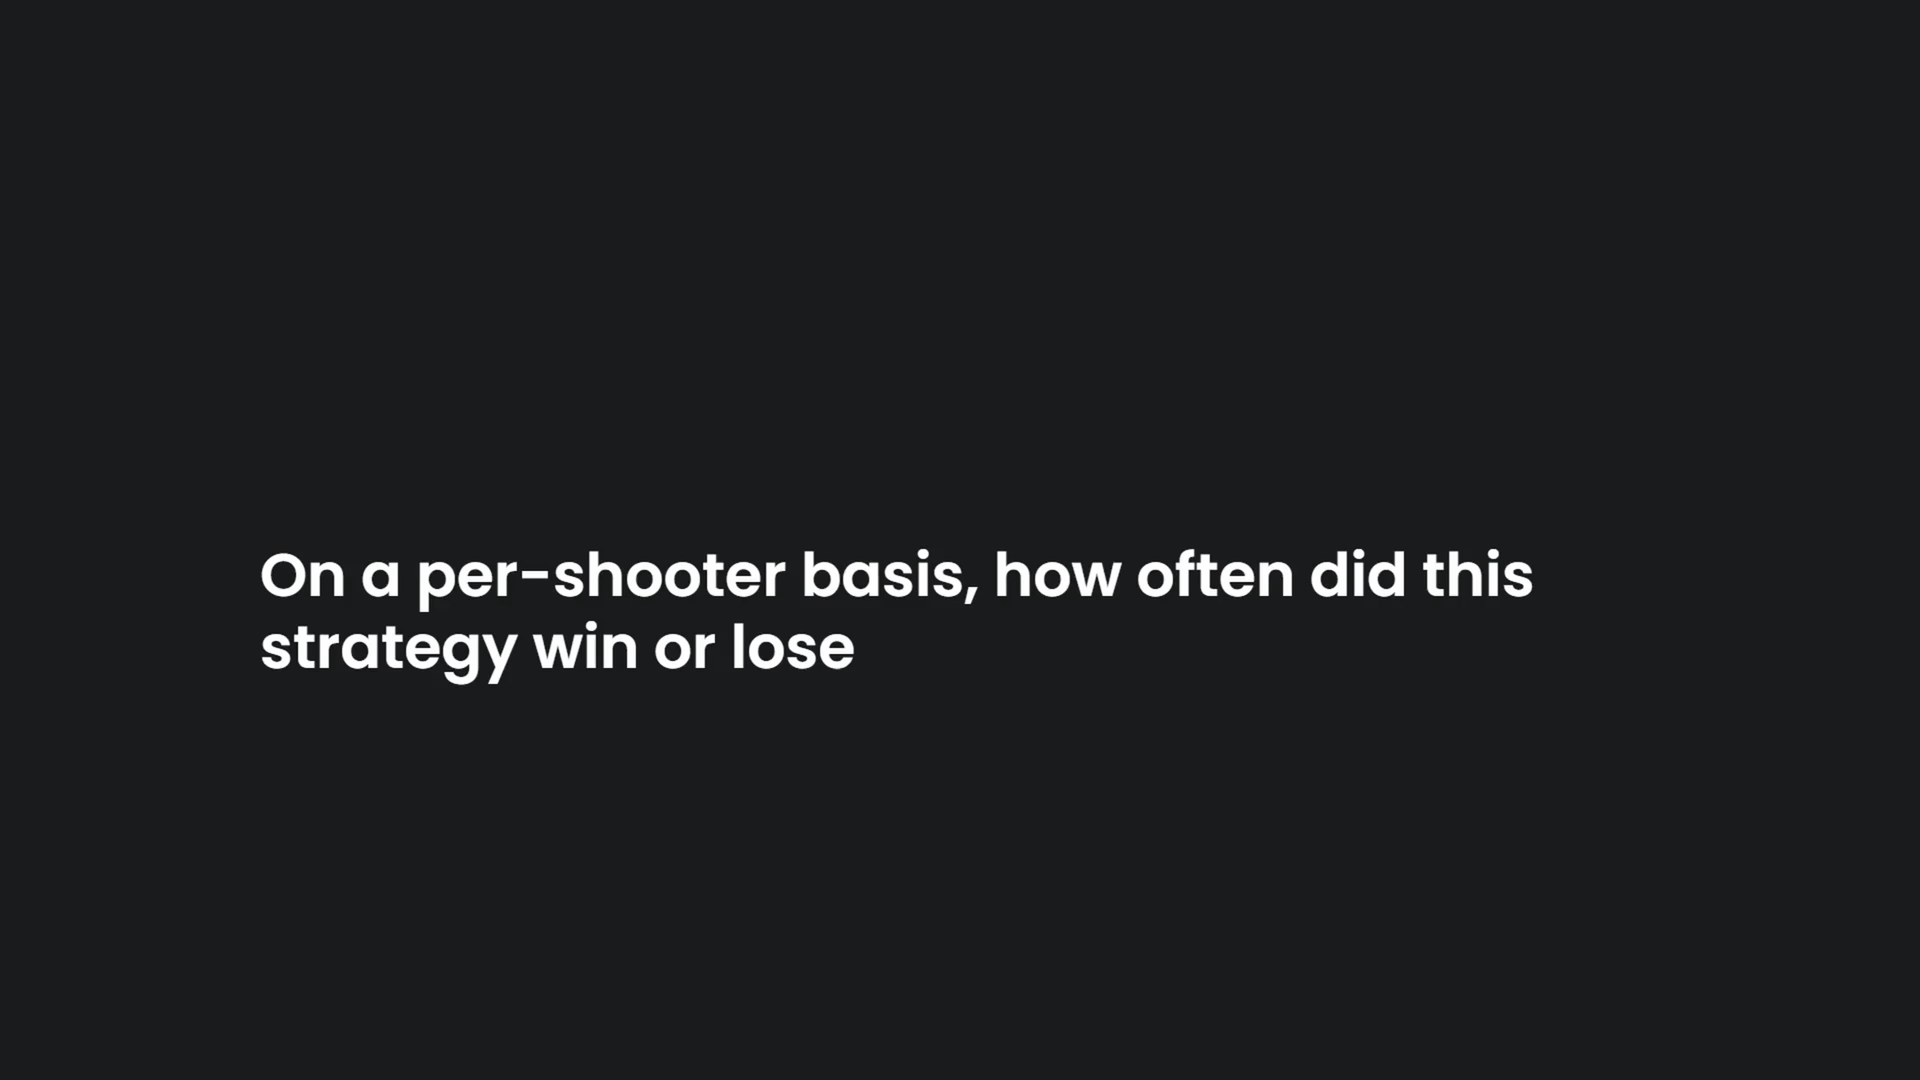 On a per-shooter basis, how often did this
strategy win or lose